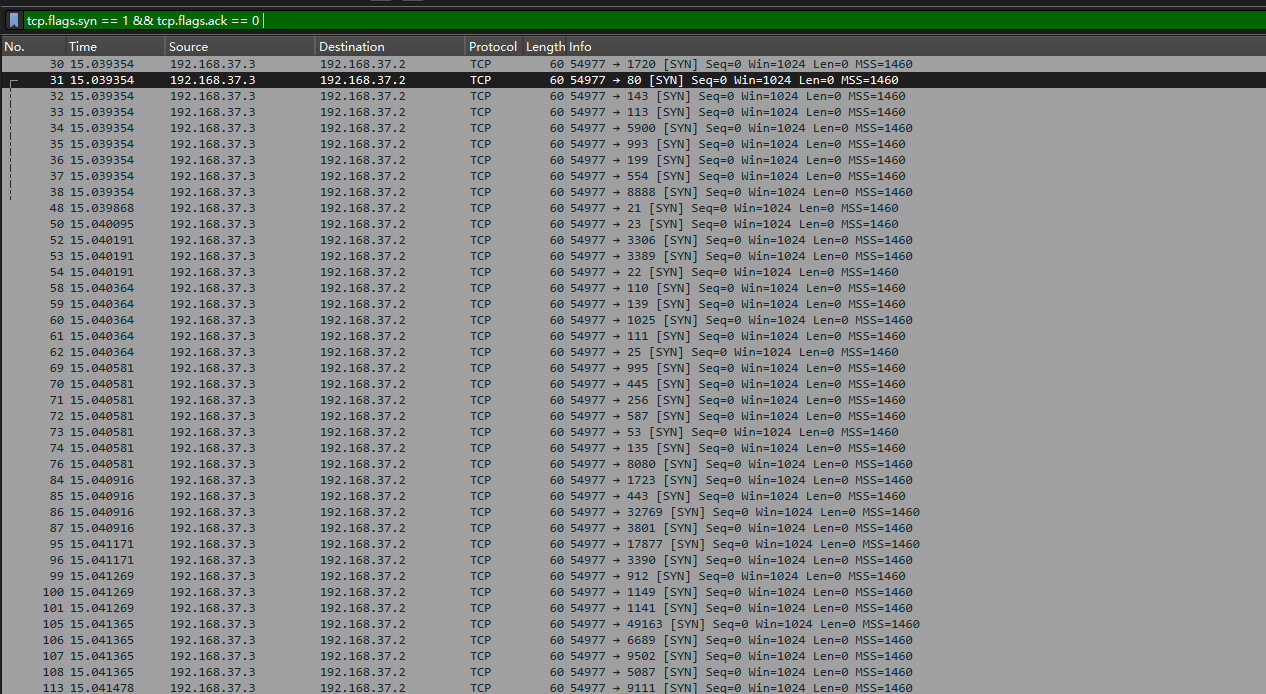 tcp.flags.syn == 1 && tcp.flags.ack == 0
No. Time Source Destination Protocol Length Info
30 15.039354 192.168.37.3 192.168.37.2 TCP 60 54977 → 1720 [SYN] Seq=0 Win=1024 Len=0 MSS=1460
31 15.039354 192.168.37.3 192.168.37.2 TCP 60 54977 → 80 [SYN] Seq=0 Win=1024 Len=0 MSS=1460
32 15.039354 192.168.37.3 192.168.37.2 TCP 60 54977 → 143 [SYN] Seq=0 Win=1024 Len=0 MSS=1460
33 15.039354 192.168.37.3 192.168.37.2 TCP 60 54977 → 113 [SYN] Seq=0 Win=1024 Len=0 MSS=1460
34 15.039354 192.168.37.3 192.168.37.2 TCP 60 54977 → 5900 [SYN] Seq=0 Win=1024 Len=0 MSS=1460
35 15.039354 192.168.37.3 192.168.37.2 TCP 60 54977 → 993 [SYN] Seq=0 Win=1024 Len=0 MSS=1460
36 15.039354 192.168.37.3 192.168.37.2 TCP 60 54977 → 199 [SYN] Seq=0 Win=1024 Len=0 MSS=1460
37 15.039354 192.168.37.3 192.168.37.2 TCP 60 54977 → 554 [SYN] Seq=0 Win=1024 Len=0 MSS=1460
38 15.039354 192.168.37.3 192.168.37.2 TCP 60 54977 → 8888 [SYN] Seq=0 Win=1024 Len=0 MSS=1460
48 15.039868 192.168.37.3 192.168.37.2 TCP 60 54977 → 21 [SYN] Seq=0 Win=1024 Len=0 MSS=1460
50 15.040095 192.168.37.3 192.168.37.2 TCP 60 54977 → 23 [SYN] Seq=0 Win=1024 Len=0 MSS=1460
52 15.040191 192.168.37.3 192.168.37.2 TCP 60 54977 → 3306 [SYN] Seq=0 Win=1024 Len=0 MSS=1460
53 15.040191 192.168.37.3 192.168.37.2 TCP 60 54977 → 3389 [SYN] Seq=0 Win=1024 Len=0 MSS=1460
54 15.040191 192.168.37.3 192.168.37.2 TCP 60 54977 → 22 [SYN] Seq=0 Win=1024 Len=0 MSS=1460
58 15.040364 192.168.37.3 192.168.37.2 TCP 60 54977 → 110 [SYN] Seq=0 Win=1024 Len=0 MSS=1460
59 15.040364 192.168.37.3 192.168.37.2 TCP 60 54977 → 139 [SYN] Seq=0 Win=1024 Len=0 MSS=1460
60 15.040364 192.168.37.3 192.168.37.2 TCP 60 54977 → 1025 [SYN] Seq=0 Win=1024 Len=0 MSS=1460
61 15.040364 192.168.37.3 192.168.37.2 TCP 60 54977 → 111 [SYN] Seq=0 Win=1024 Len=0 MSS=1460
62 15.040364 192.168.37.3 192.168.37.2 TCP 60 54977 → 25 [SYN] Seq=0 Win=1024 Len=0 MSS=1460
69 15.040581 192.168.37.3 192.168.37.2 TCP 60 54977 → 995 [SYN] Seq=0 Win=1024 Len=0 MSS=1460
70 15.040581 192.168.37.3 192.168.37.2 TCP 60 54977 → 445 [SYN] Seq=0 Win=1024 Len=0 MSS=1460
71 15.040581 192.168.37.3 192.168.37.2 TCP 60 54977 → 256 [SYN] Seq=0 Win=1024 Len=0 MSS=1460
72 15.040581 192.168.37.3 192.168.37.2 TCP 60 54977 → 587 [SYN] Seq=0 Win=1024 Len=0 MSS=1460
73 15.040581 192.168.37.3 192.168.37.2 TCP 60 54977 → 53 [SYN] Seq=0 Win=1024 Len=0 MSS=1460
74 15.040581 192.168.37.3 192.168.37.2 TCP 60 54977 → 135 [SYN] Seq=0 Win=1024 Len=0 MSS=1460
76 15.040581 192.168.37.3 192.168.37.2 TCP 60 54977 → 8080 [SYN] Seq=0 Win=1024 Len=0 MSS=1460
84 15.040916 192.168.37.3 192.168.37.2 TCP 60 54977 → 1723 [SYN] Seq=0 Win=1024 Len=0 MSS=1460
85 15.040916 192.168.37.3 192.168.37.2 TCP 60 54977 → 443 [SYN] Seq=0 Win=1024 Len=0 MSS=1460
86 15.040916 192.168.37.3 192.168.37.2 TCP 60 54977 → 32769 [SYN] Seq=0 Win=1024 Len=0 MSS=1460
87 15.040916 192.168.37.3 192.168.37.2 TCP 60 54977 → 3801 [SYN] Seq=0 Win=1024 Len=0 MSS=1460
95 15.041171 192.168.37.3 192.168.37.2 TCP 60 54977 → 17877 [SYN] Seq=0 Win=1024 Len=0 MSS=1460
96 15.041171 192.168.37.3 192.168.37.2 TCP 60 54977 → 3390 [SYN] Seq=0 Win=1024 Len=0 MSS=1460
99 15.041269 192.168.37.3 192.168.37.2 TCP 60 54977 → 912 [SYN] Seq=0 Win=1024 Len=0 MSS=1460
100 15.041269 192.168.37.3 192.168.37.2 TCP 60 54977 → 1149 [SYN] Seq=0 Win=1024 Len=0 MSS=1460
101 15.041269 192.168.37.3 192.168.37.2 TCP 60 54977 → 1141 [SYN] Seq=0 Win=1024 Len=0 MSS=1460
105 15.041365 192.168.37.3 192.168.37.2 TCP 60 54977 → 49163 [SYN] Seq=0 Win=1024 Len=0 MSS=1460
106 15.041365 192.168.37.3 192.168.37.2 TCP 60 54977 → 6689 [SYN] Seq=0 Win=1024 Len=0 MSS=1460
107 15.041365 192.168.37.3 192.168.37.2 TCP 60 54977 → 9502 [SYN] Seq=0 Win=1024 Len=0 MSS=1460
108 15.041365 192.168.37.3 192.168.37.2 TCP 60 54977 → 5087 [SYN] Seq=0 Win=1024 Len=0 MSS=1460
113 15.041478 192.168.37.3 192.168.37.2 TCP 60 54977 → 9111 [SYN] Seq=0 Win=1024 Len=0 MSS=1460